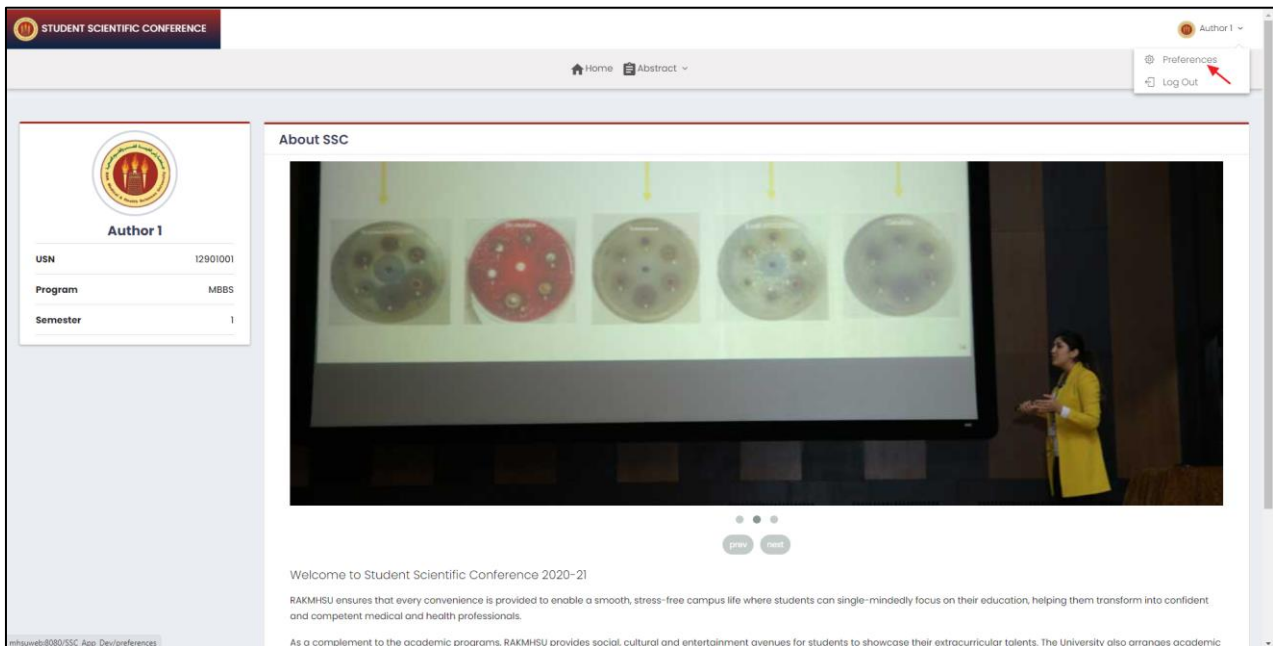 STUDENT SCIENTIFIC CONFERENCE
Author 1
Home Abstract
Preferences
Log Out
Author 1
USN 12901001
Program MBBS
Semester 1
About SSC
prev next
Welcome to Student Scientific Conference 2020-21
RAKMHSU ensures that every convenience is provided to enable a smooth, stress-free campus life where students can single-mindedly focus on their education, helping them transform into confident
and competent medical and health professionals.
As a complement to the academic programs, RAKMHSU provides social, cultural and entertainment avenues for students to showcase their extracurricular talents. The University also arranges academic
mhsuweb:8080/SSC_App_Dev/preferences